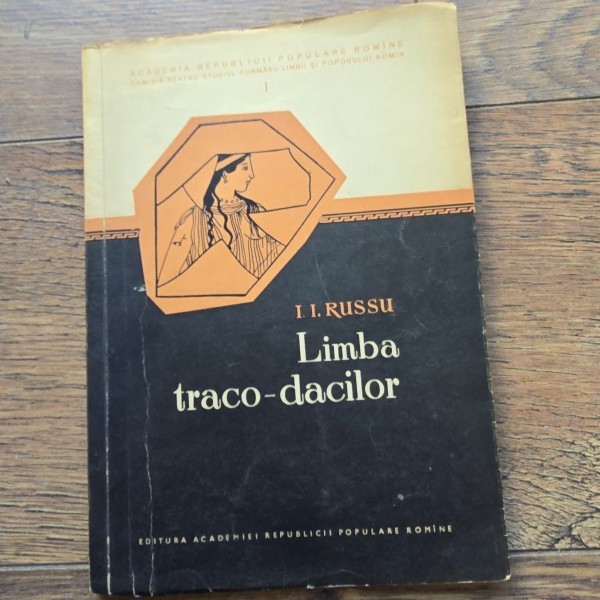 ACADEMIA REPUBLICII POPULARE ROMÎNE
COMISIA PENTRU STUDIUL FORMĂRII LIMBII ȘI POPORULUI ROMÎN
I
I. I. RUSSU
Limba
traco-dacilor
EDITURA ACADEMIEI REPUBLICII POPULARE ROMÎNE